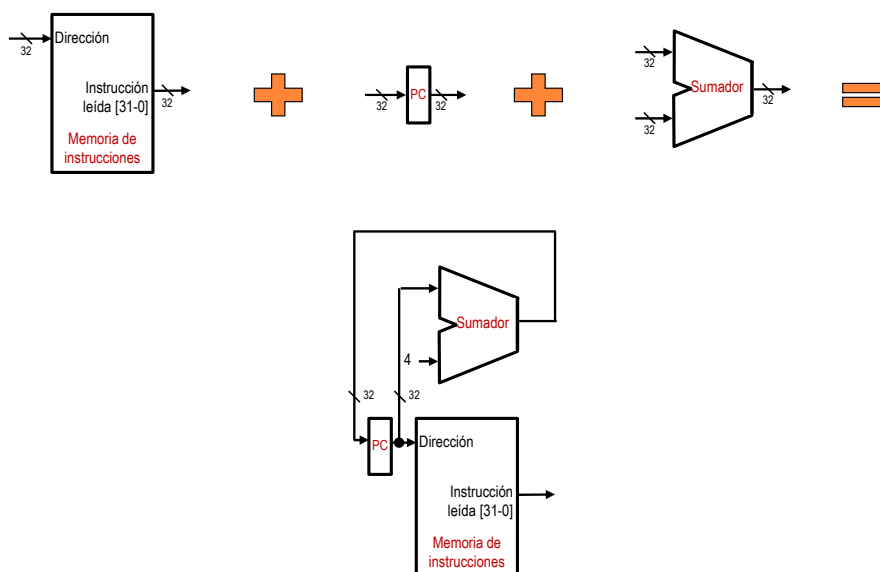 Dirección
32
Instrucción
leída [31-0]
32
Memoria de
instrucciones
32
PC
32
32
32
Sumador
32
Sumador
4
32
32
PC
Dirección
Instrucción
leída [31-0]
Memoria de
instrucciones